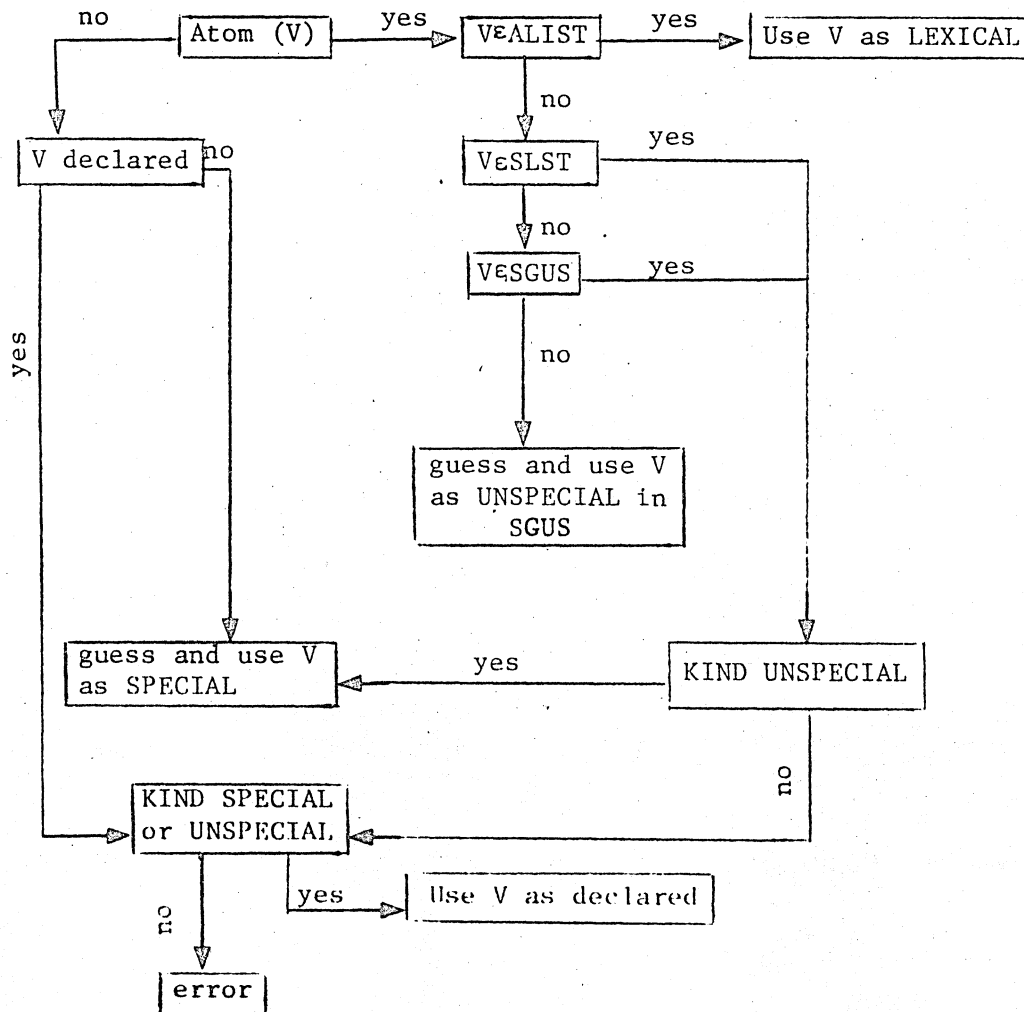 no
Atom (V)
yes
VεALIST
yes
Use V as LEXICAL
no
V declared
no
VεSLST
yes
no
VεSGUS
yes
yes
no
guess and use V
as UNSPECIAL in
SGUS
guess and use V
as SPECIAL
yes
KIND UNSPECIAL
no
KIND SPECIAL
or UNSPECIAL
no
yes
Use V as declared
error